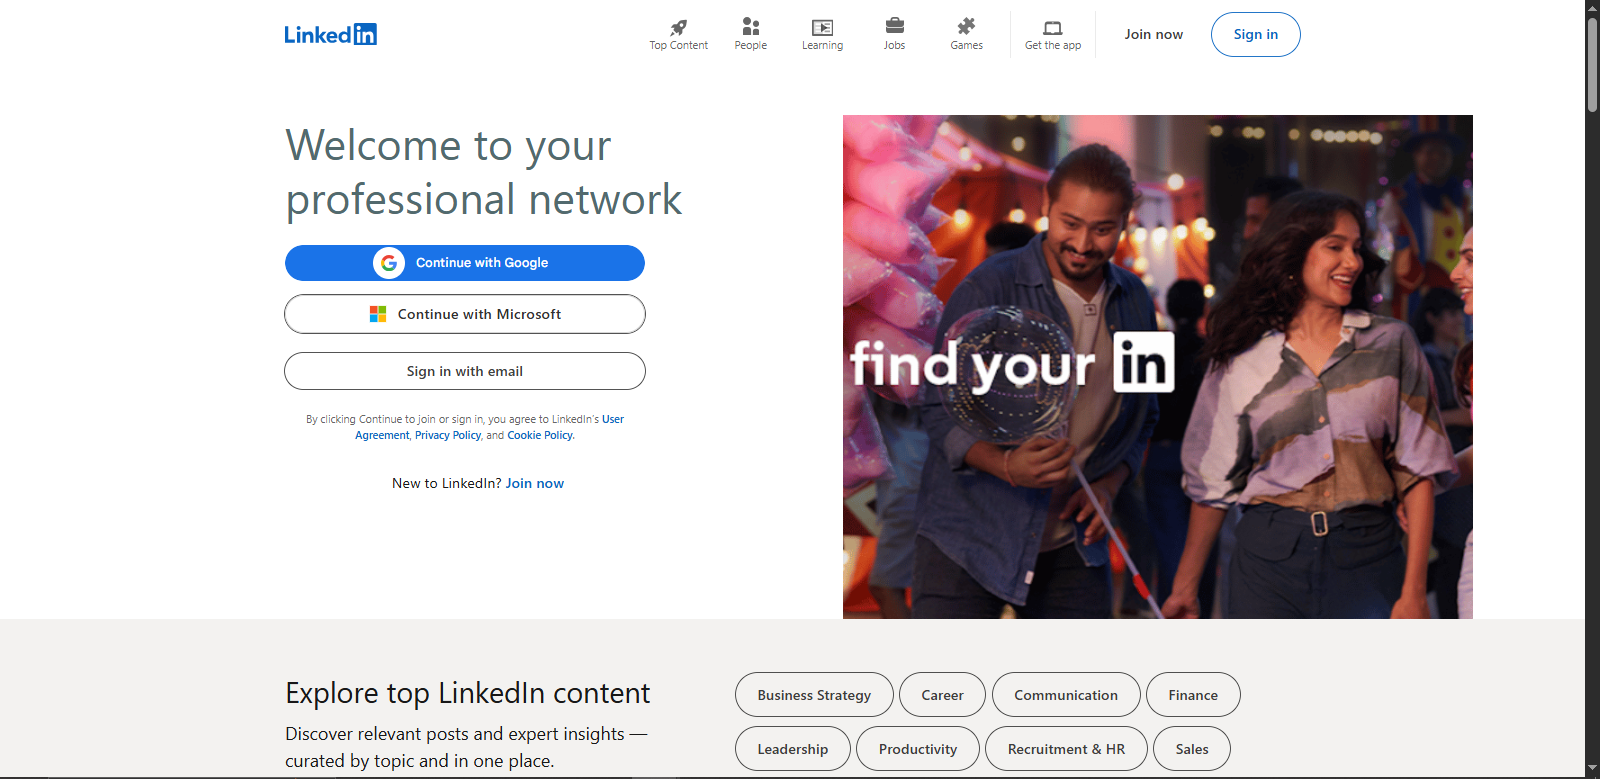 LinkedIn
Top Content
People
Learning
Jobs
Games
Get the app
Join now
Sign in
Welcome to your
professional network
Continue with Google
Continue with Microsoft
Sign in with email
By clicking Continue to join or sign in, you agree to LinkedIn's User
Agreement, Privacy Policy, and Cookie Policy.
New to LinkedIn? Join now
find your in
Explore top LinkedIn content
Discover relevant posts and expert insights —
curated by topic and in one place.
Business Strategy
Career
Communication
Finance
Leadership
Productivity
Recruitment & HR
Sales